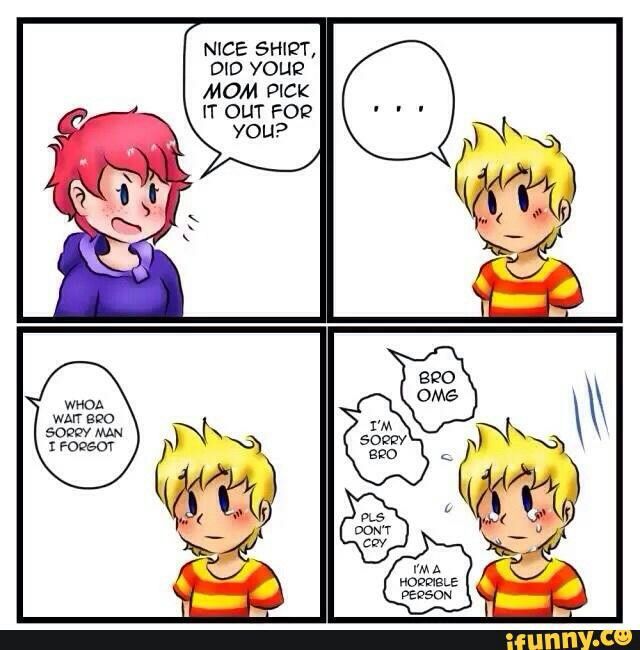 NICE SHIRT,
DID YOUR
MOM PICK
IT OUT FOR
YOU?
...
WHOA
WAIT BRO
SORRY MAN
I FORGOT
BRO
OMG
I'M
SORRY
BRO
PLS
DON'T
CRY
I'M A
HORRIBLE
PERSON
ifunny.co